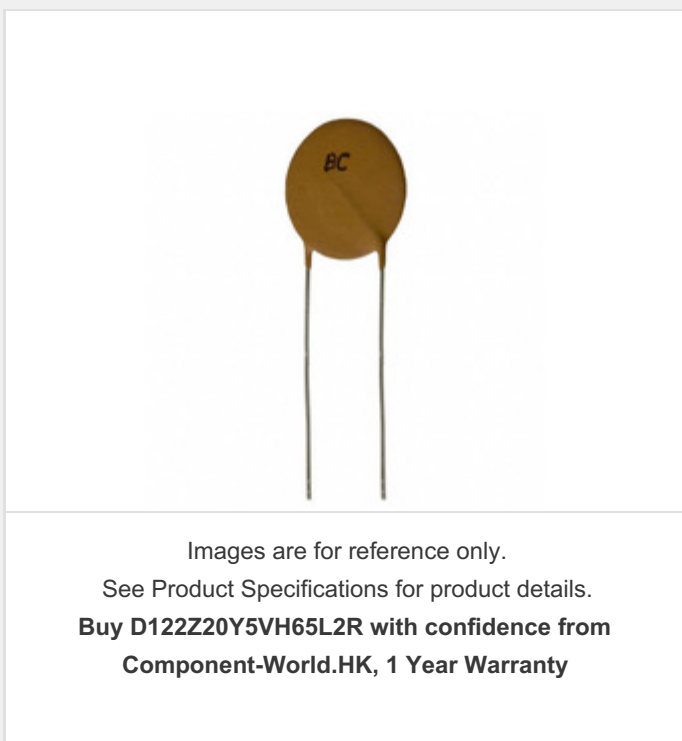 BC
Images are for reference only.
See Product Specifications for product details.
Buy D122Z20Y5VH65L2R with confidence from
Component-World.HK, 1 Year Warranty